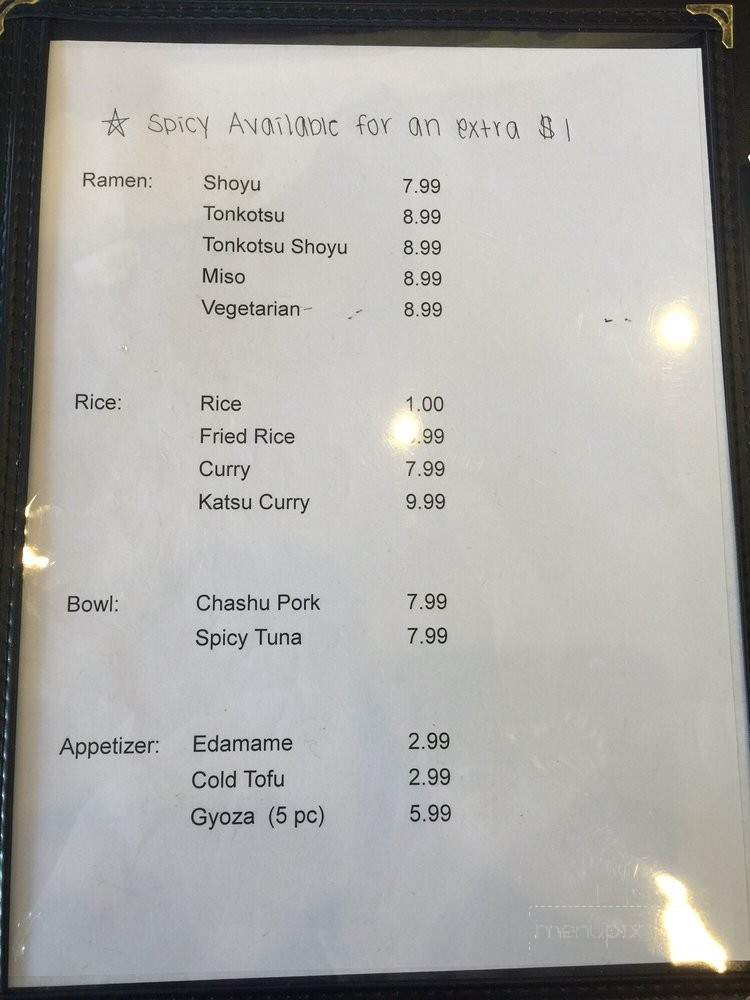 ☆ Spicy Available for an extra $1
Ramen: Shoyu 7.99
Tonkotsu 8.99
Tonkotsu Shoyu 8.99
Miso 8.99
Vegetarian 8.99
Rice: Rice 1.00
Fried Rice .99
Curry 7.99
Katsu Curry 9.99
Bowl: Chashu Pork 7.99
Spicy Tuna 7.99
Appetizer: Edamame 2.99
Cold Tofu 2.99
Gyoza (5 pc) 5.99
menupix